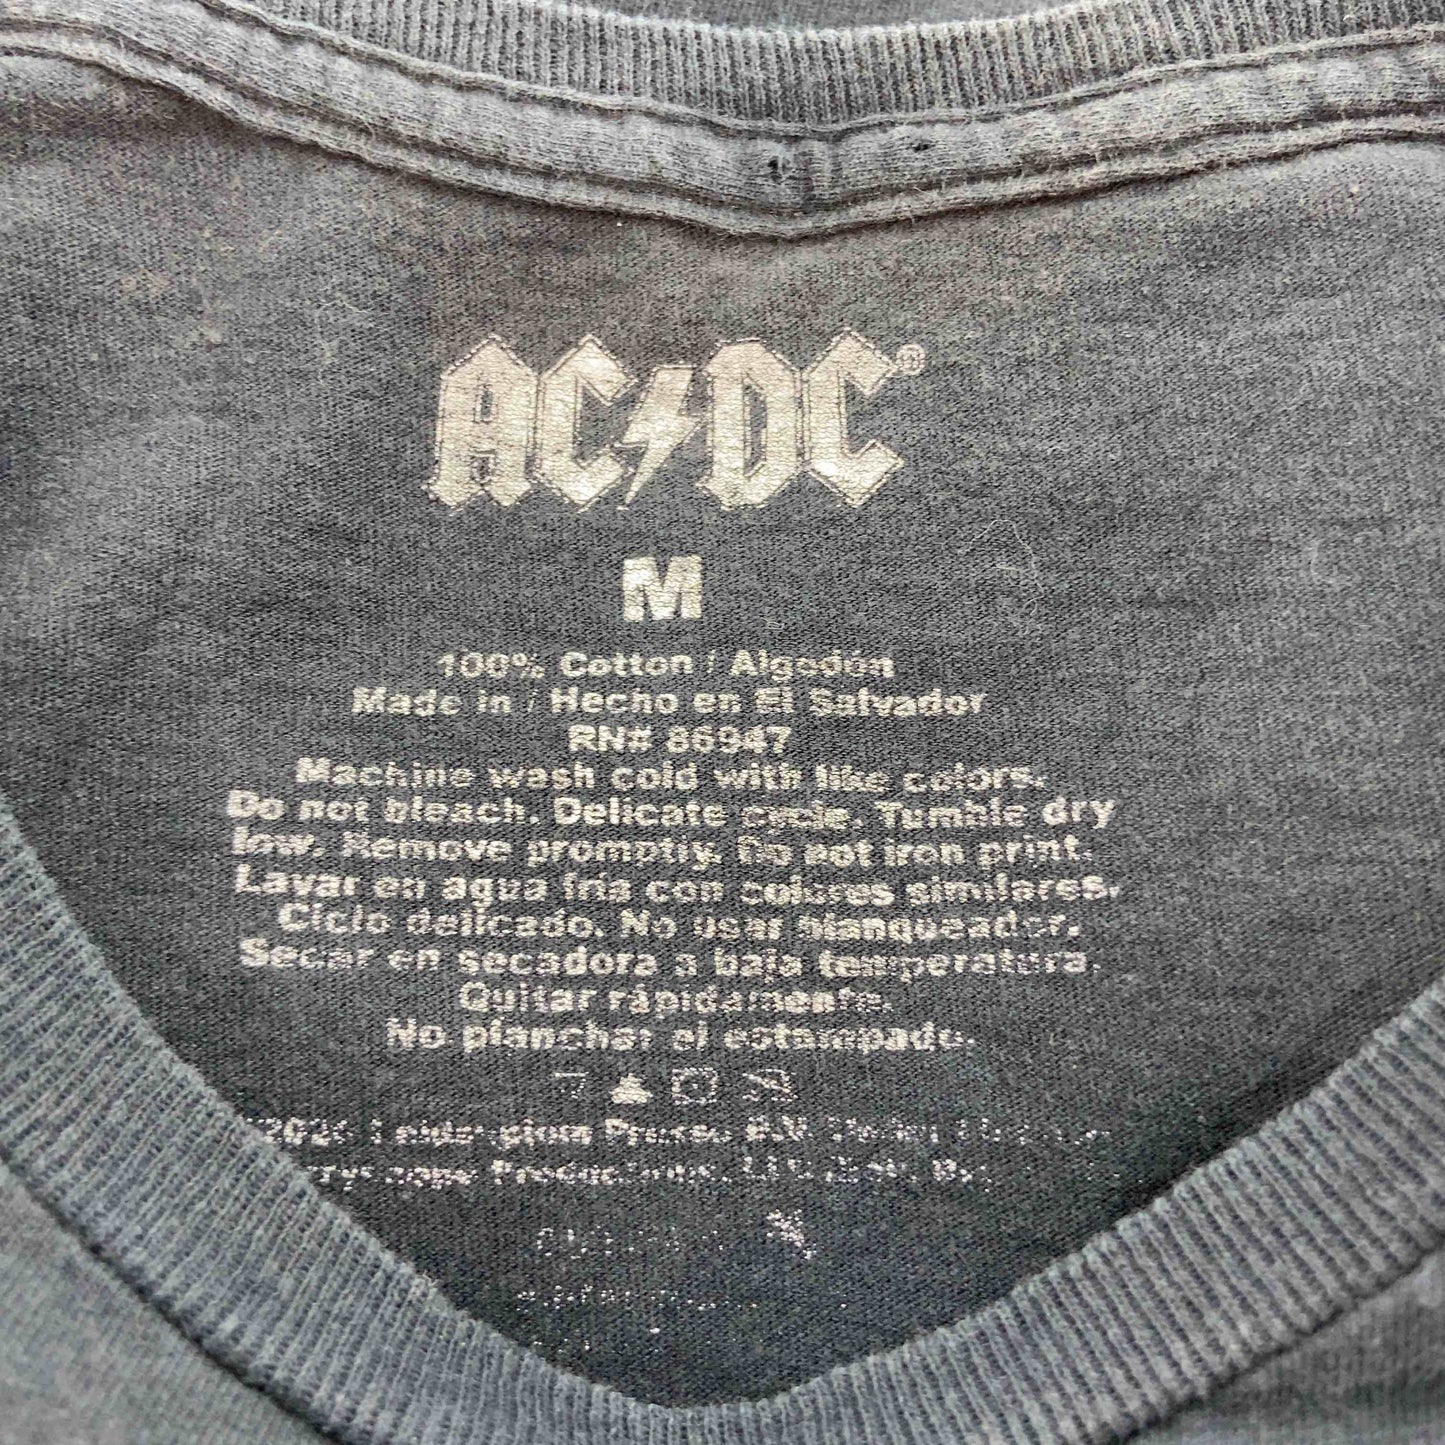 AC⚡DC®
M
100% Cotton / Algodón
Made in / Hecho en El Salvador
RN# 86947
Machine wash cold with like colors.
Do not bleach. Delicate cycle. Tumble dry
low. Remove promptly. Do not iron print.
Lavar en agua fria con colores similares.
Ciclo delicado. No usar blanqueador.
Secar en secadora a baja temperatura.
Quitar rápidamente.
No planchar el estampado.
Productions,